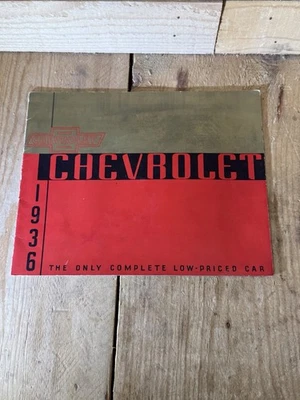 CHEVROLET
1936
THE ONLY COMPLETE LOW-PRICED CAR